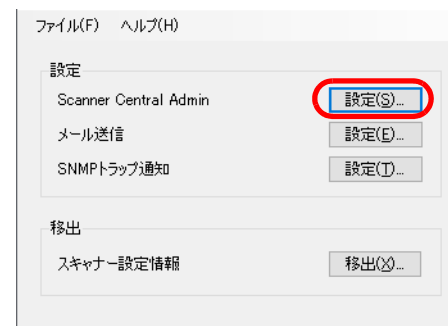 ファイル(F) ヘルプ(H)
設定
Scanner Central Admin 設定(S)...
メール送信 設定(E)...
SNMPトラップ通知 設定(T)...
移出
スキャナー設定情報 移出(X)...